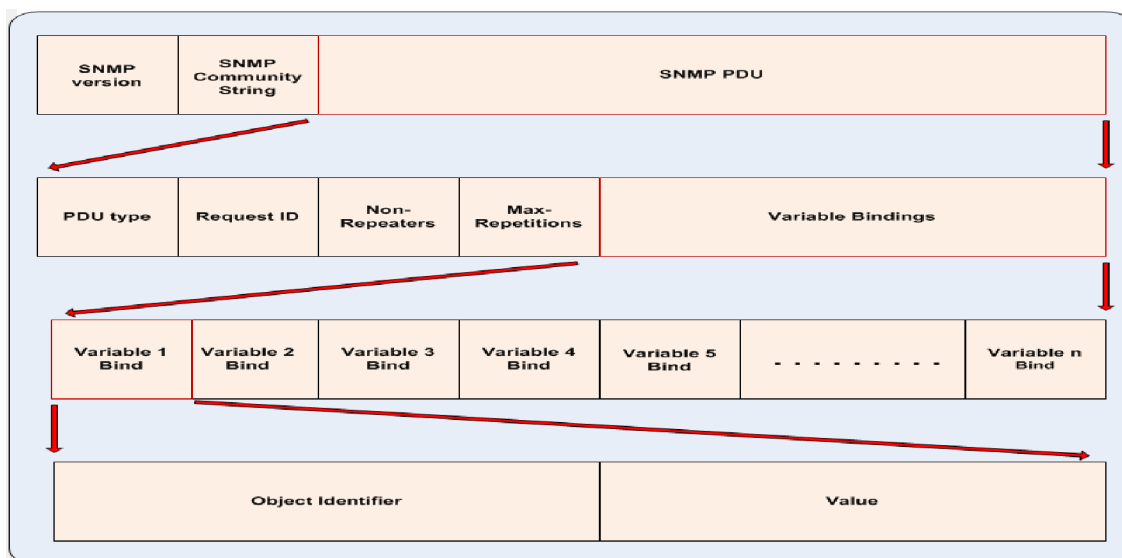 SNMP
version
SNMP
Community
String
SNMP PDU
PDU type
Request ID
Non-
Repeaters
Max-
Repetitions
Variable Bindings
Variable 1
Bind
Variable 2
Bind
Variable 3
Bind
Variable 4
Bind
Variable 5
Bind
- - - - - - - - -
Variable n
Bind
Object Identifier
Value